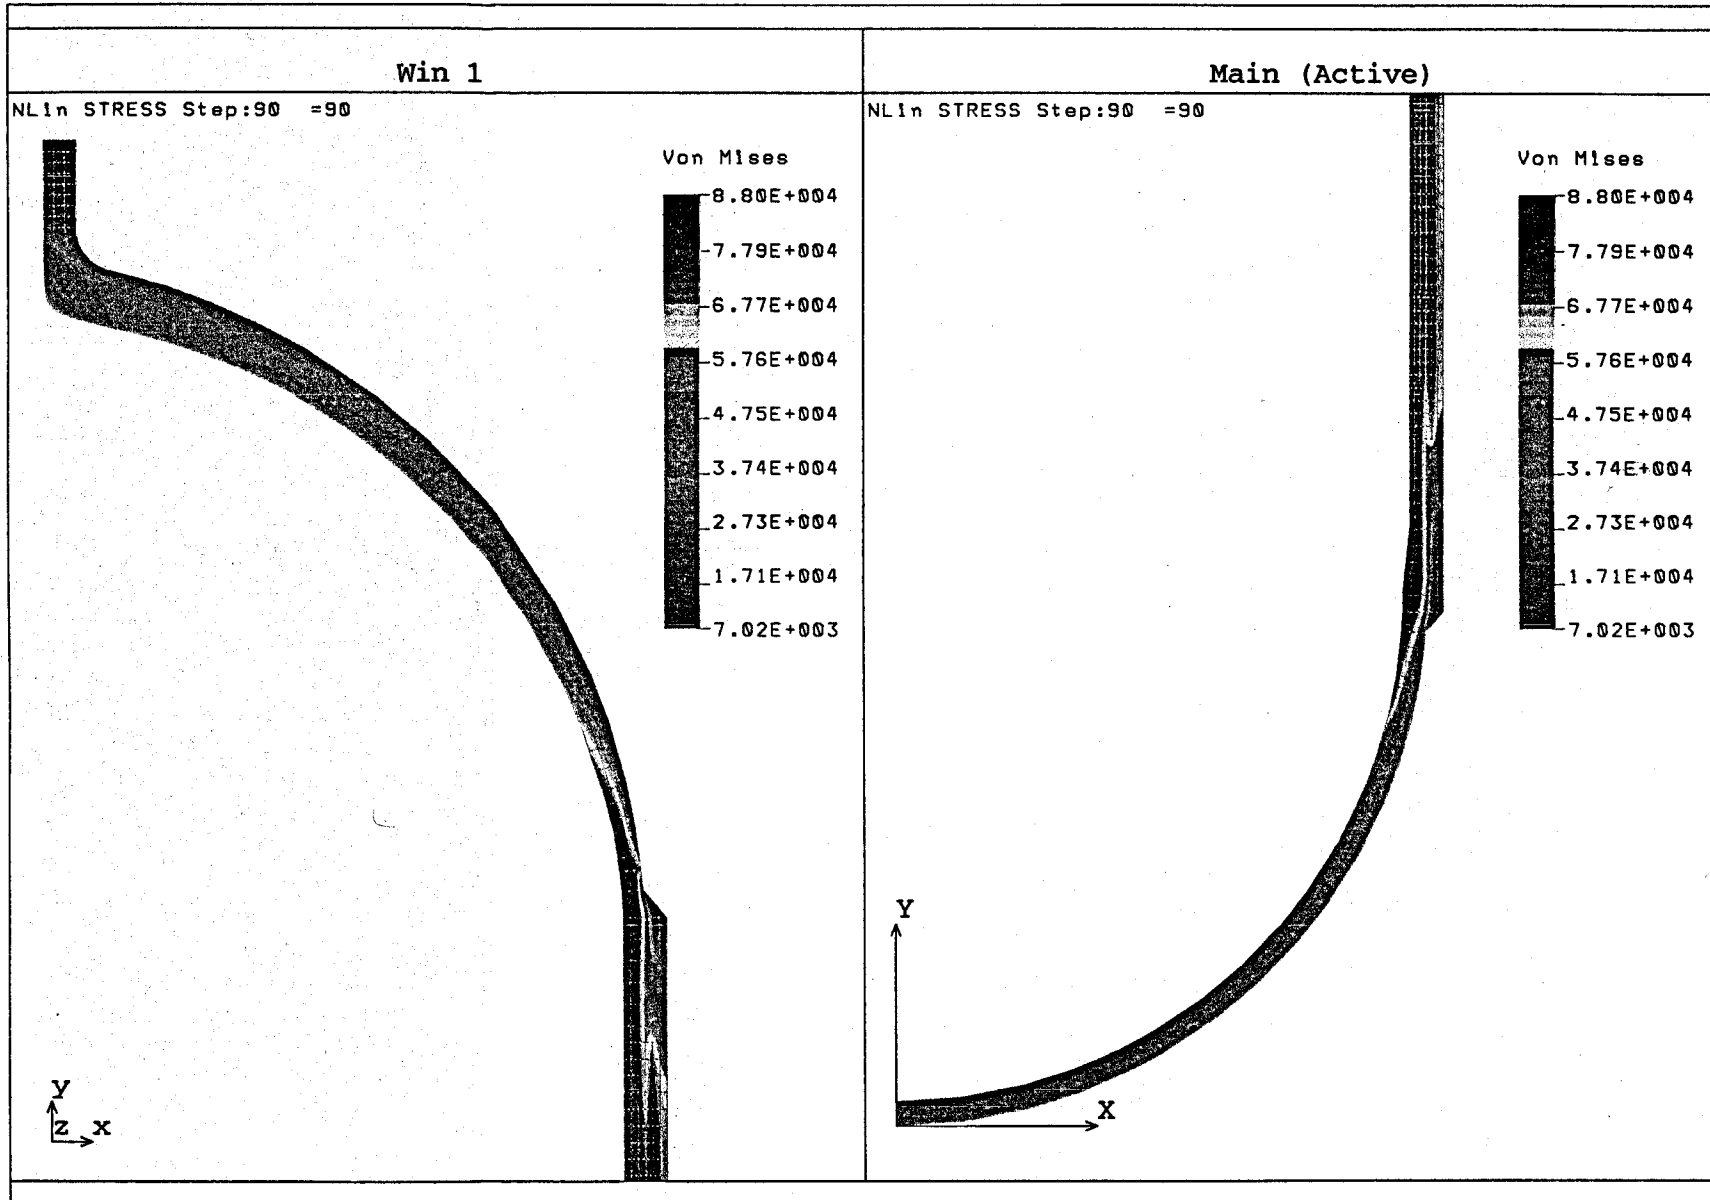 Win 1
NLin STRESS Step:90 =90
Von Mises
8.80E+004
7.79E+004
6.77E+004
5.76E+004
4.75E+004
3.74E+004
2.73E+004
1.71E+004
7.02E+003
y
z x
Main (Active)
NLin STRESS Step:90 =90
Von Mises
8.80E+004
7.79E+004
6.77E+004
5.76E+004
4.75E+004
3.74E+004
2.73E+004
1.71E+004
7.02E+003
Y
X